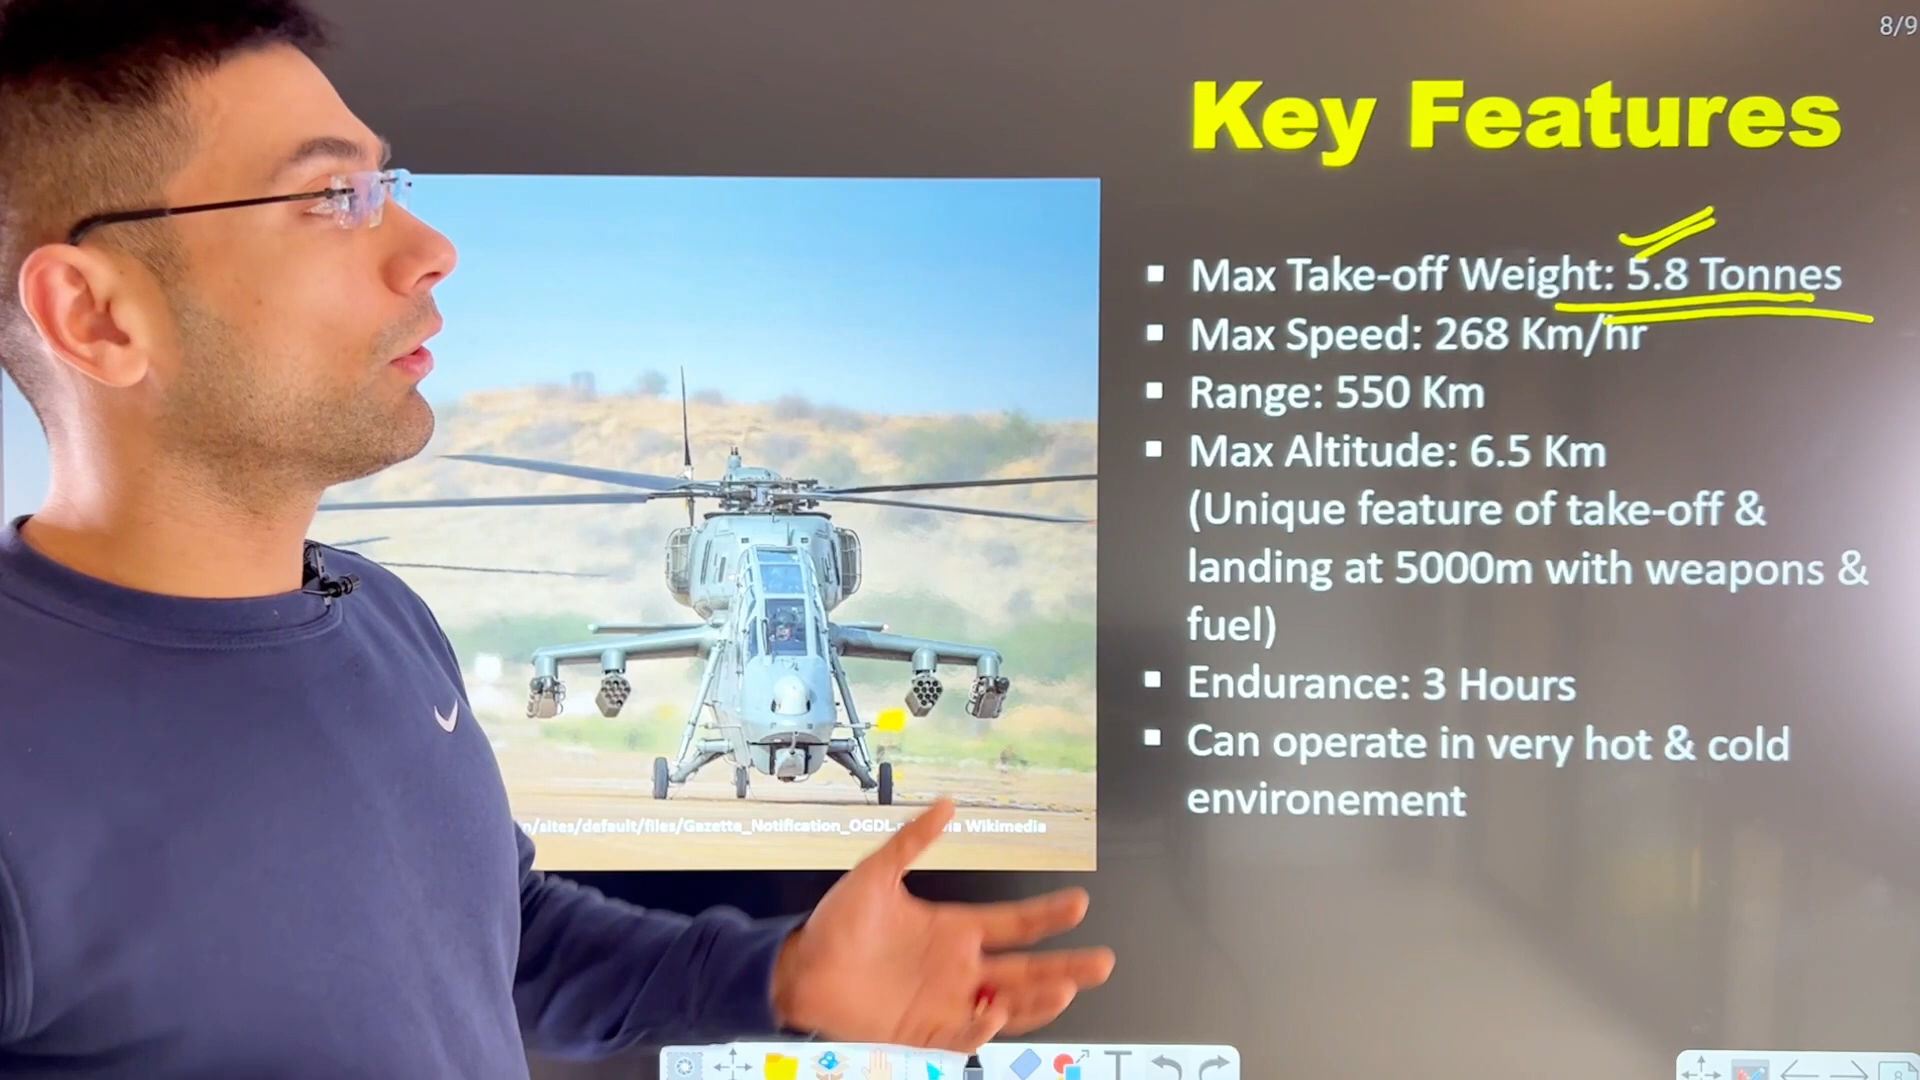 8/9
Key Features
▪ Max Take-off Weight: 5.8 Tonnes
▪ Max Speed: 268 Km/hr
▪ Range: 550 Km
▪ Max Altitude: 6.5 Km
(Unique feature of take-off &
landing at 5000m with weapons &
fuel)
▪ Endurance: 3 Hours
▪ Can operate in very hot & cold
environement
n/sites/default/files/Gazette_Notification_OGDL. via Wikimedia